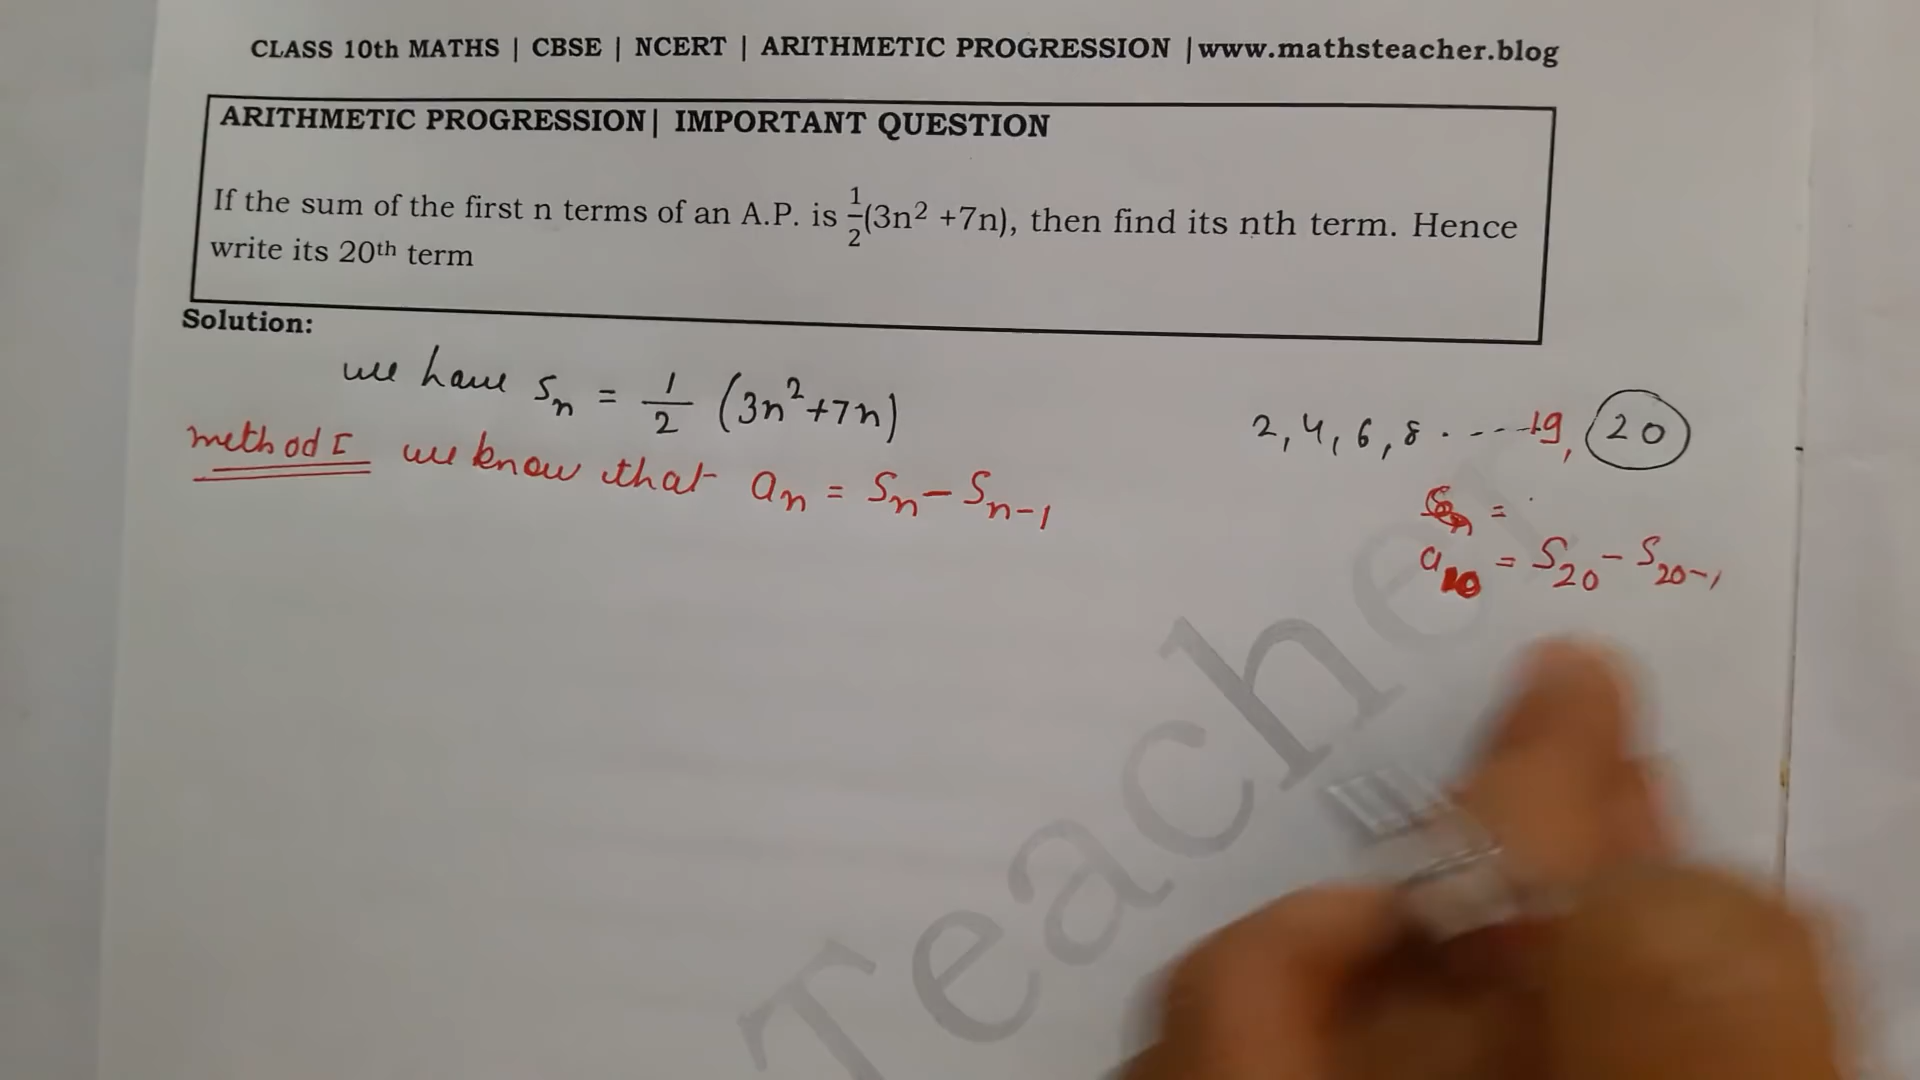 CLASS 10th MATHS | CBSE | NCERT | ARITHMETIC PROGRESSION |www.mathsteacher.blog
ARITHMETIC PROGRESSION| IMPORTANT QUESTION
If the sum of the first n terms of an A.P. is 1/2(3n² +7n), then find its nth term. Hence
write its 20th term
Solution:
we have Sₙ = 1/2 (3n²+7n)
2, 4, 6, 8 . - - - 19, 20
method I we know that aₙ = Sₙ - Sₙ₋₁
=
a = S₂₀ - S₂₀₋₁
Teacher